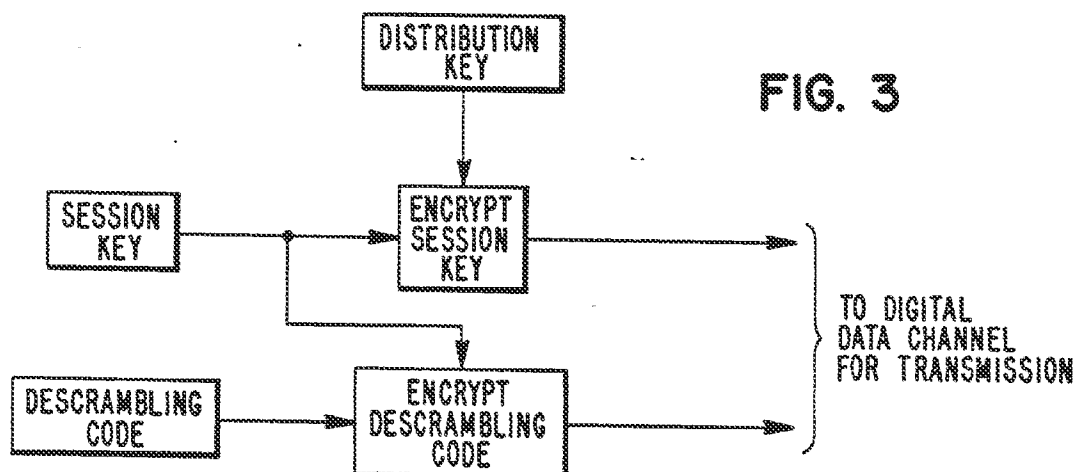 DISTRIBUTION
KEY
FIG. 3
SESSION
KEY
ENCRYPT
SESSION
KEY
TO DIGITAL
DATA CHANNEL
FOR TRANSMISSION
DESCRAMBLING
CODE
ENCRYPT
DESCRAMBLING
CODE